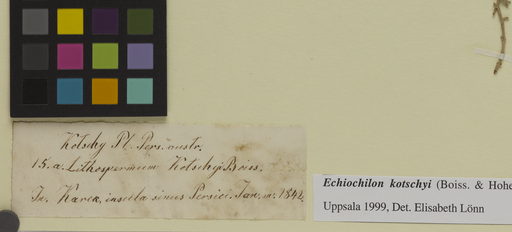 Kotschy Pl. Pers. austr.
15. a. Lithospermum Kotschyi Boiss.
In. Karek, insula sinus Persici. Jan. 1842.
Echiochilon kotschyi (Boiss. & Hohe
Uppsala 1999, Det. Elisabeth Lönn